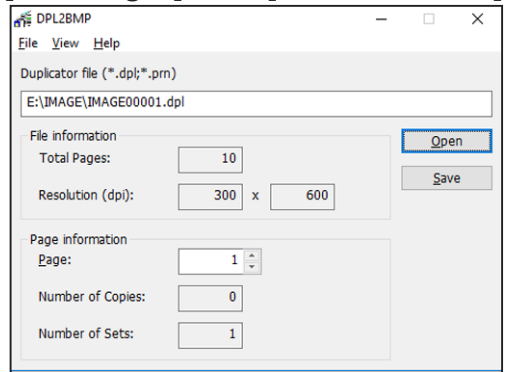 DPL2BMP
File View Help
Duplicator file (*.dpl;*.prn)
E:\IMAGE\IMAGE00001.dpl
File information
Open
Total Pages: 10
Save
Resolution (dpi): 300 x 600
Page information
Page: 1
Number of Copies: 0
Number of Sets: 1